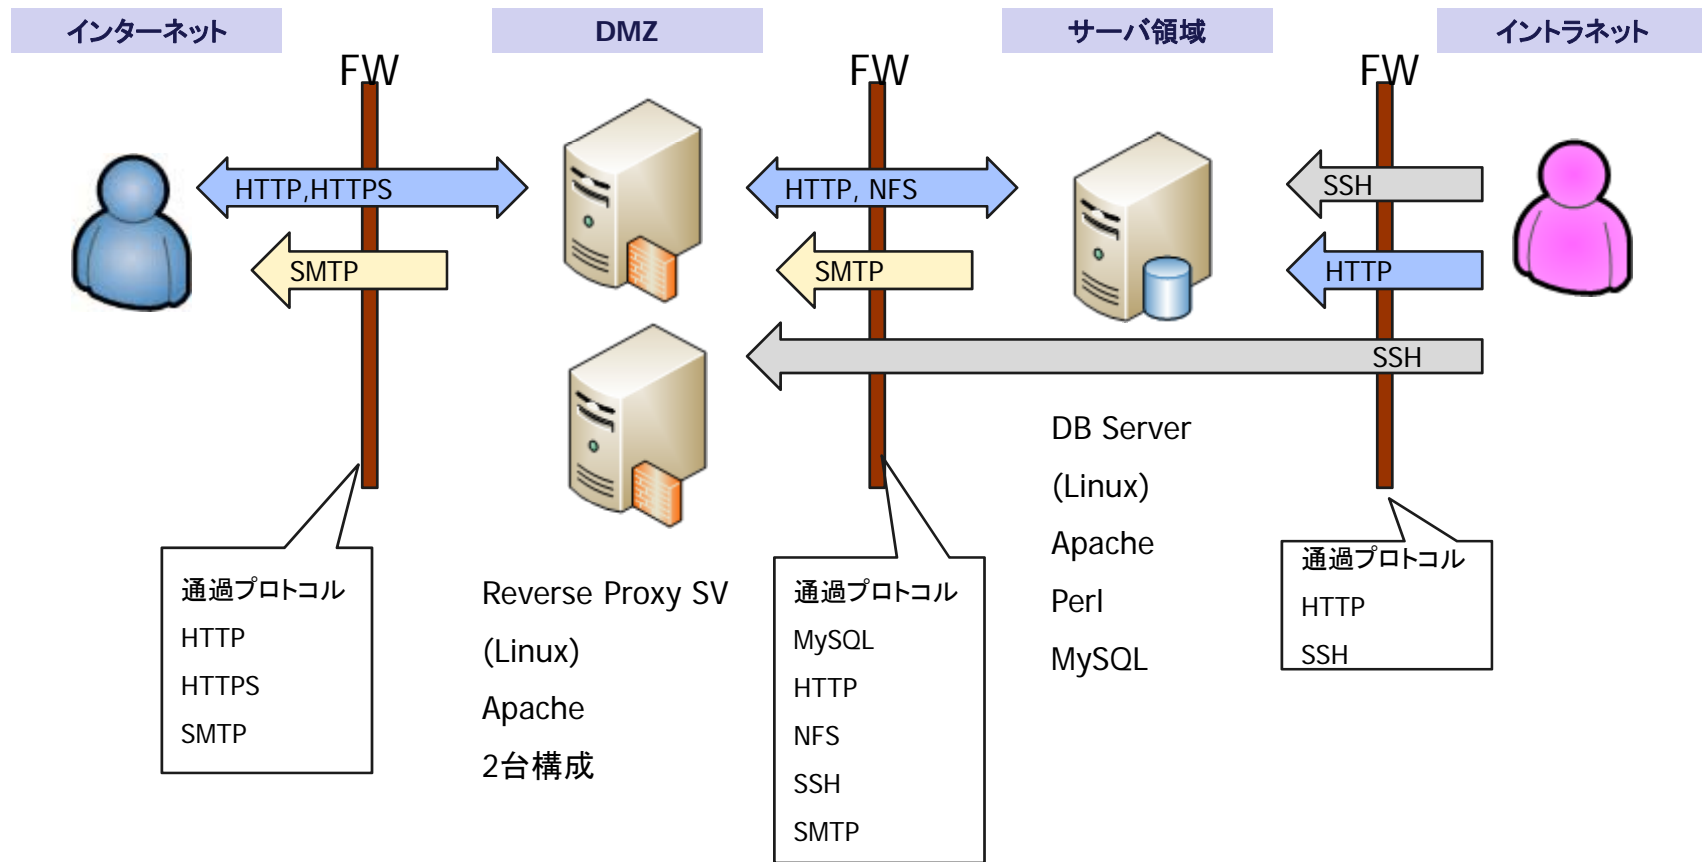 インターネット
DMZ
サーバ領域
イントラネット
FW
FW
FW
HTTP,HTTPS
HTTP, NFS
SSH
SMTP
SMTP
HTTP
SSH
通過プロトコル
HTTP
HTTPS
SMTP
Reverse Proxy SV
(Linux)
Apache
2台構成
通過プロトコル
MySQL
HTTP
NFS
SSH
SMTP
DB Server
(Linux)
Apache
Perl
MySQL
通過プロトコル
HTTP
SSH